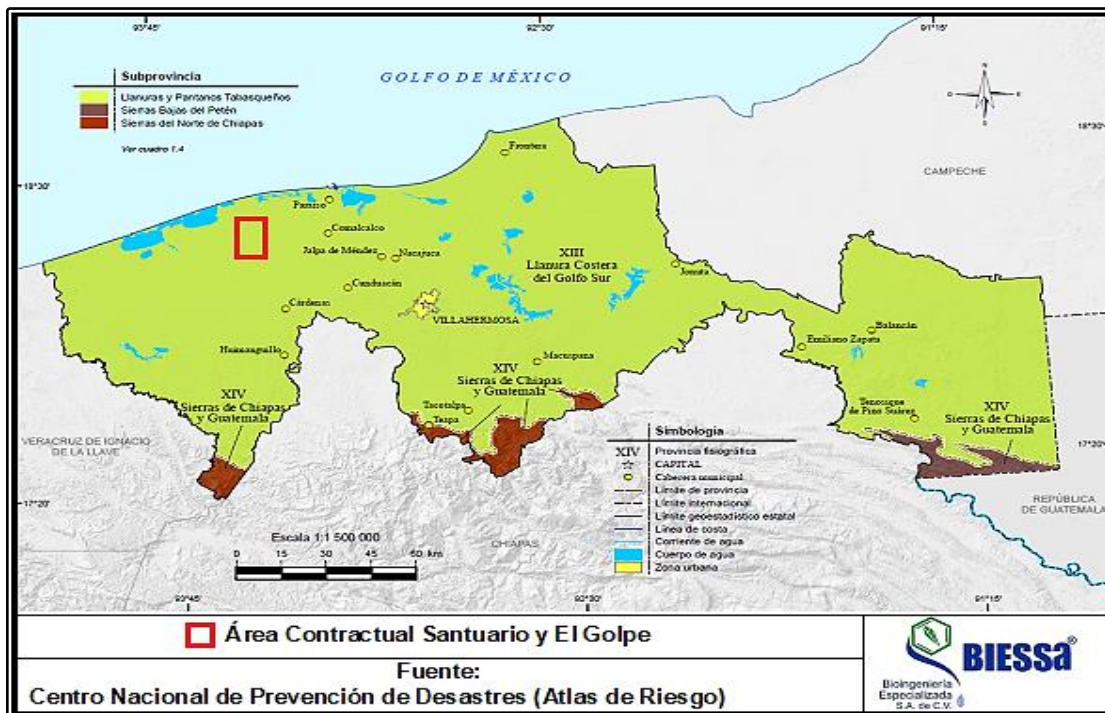 93°45'
92°30'
91°15'
Subprovincia
Llanuras y Pantanos Tabasqueños
Sierras Bajas del Petén
Sierras del Norte de Chiapas
Ver cuadro 1.4
GOLFO DE MÉXICO
N
18°30'
Frontera
CAMPECHE
18°30'
Paraíso
Comalcalco
Jalpa de Méndez
Nacajuca
XIII
Llanura Costera
del Golfo Sur
Jonuta
Cunduacán
Cárdenas
VILLAHERMOSA
Balancán
Emiliano Zapata
Huimanguillo
Macuspana
XIV
Sierras de Chiapas
y Guatemala
XIV
Sierras de Chiapas
y Guatemala
Tacotalpa
Teapa
Tenosique
de Pino Suárez
XIV
Sierras de Chiapas
y Guatemala
VERACRUZ DE IGNACIO
DE LA LLAVE
17°20'
17°20'
Simbología
XIV Provincia fisiográfica
CAPITAL
Cabecera municipal
Límite de provincia
Límite internacional
Límite geoestadístico estatal
Línea de costa
Corriente de agua
Cuerpo de agua
Zona urbana
REPÚBLICA
DE GUATEMALA
Escala 1:1 500 000
0 15 30 45 60 km
CHIAPAS
93°45'
92°30'
91°15'
Área Contractual Santuario y El Golpe
Fuente:
Centro Nacional de Prevención de Desastres (Atlas de Riesgo)
BIESSA®
Bioingeniería
Especializada
S.A. de C.V.